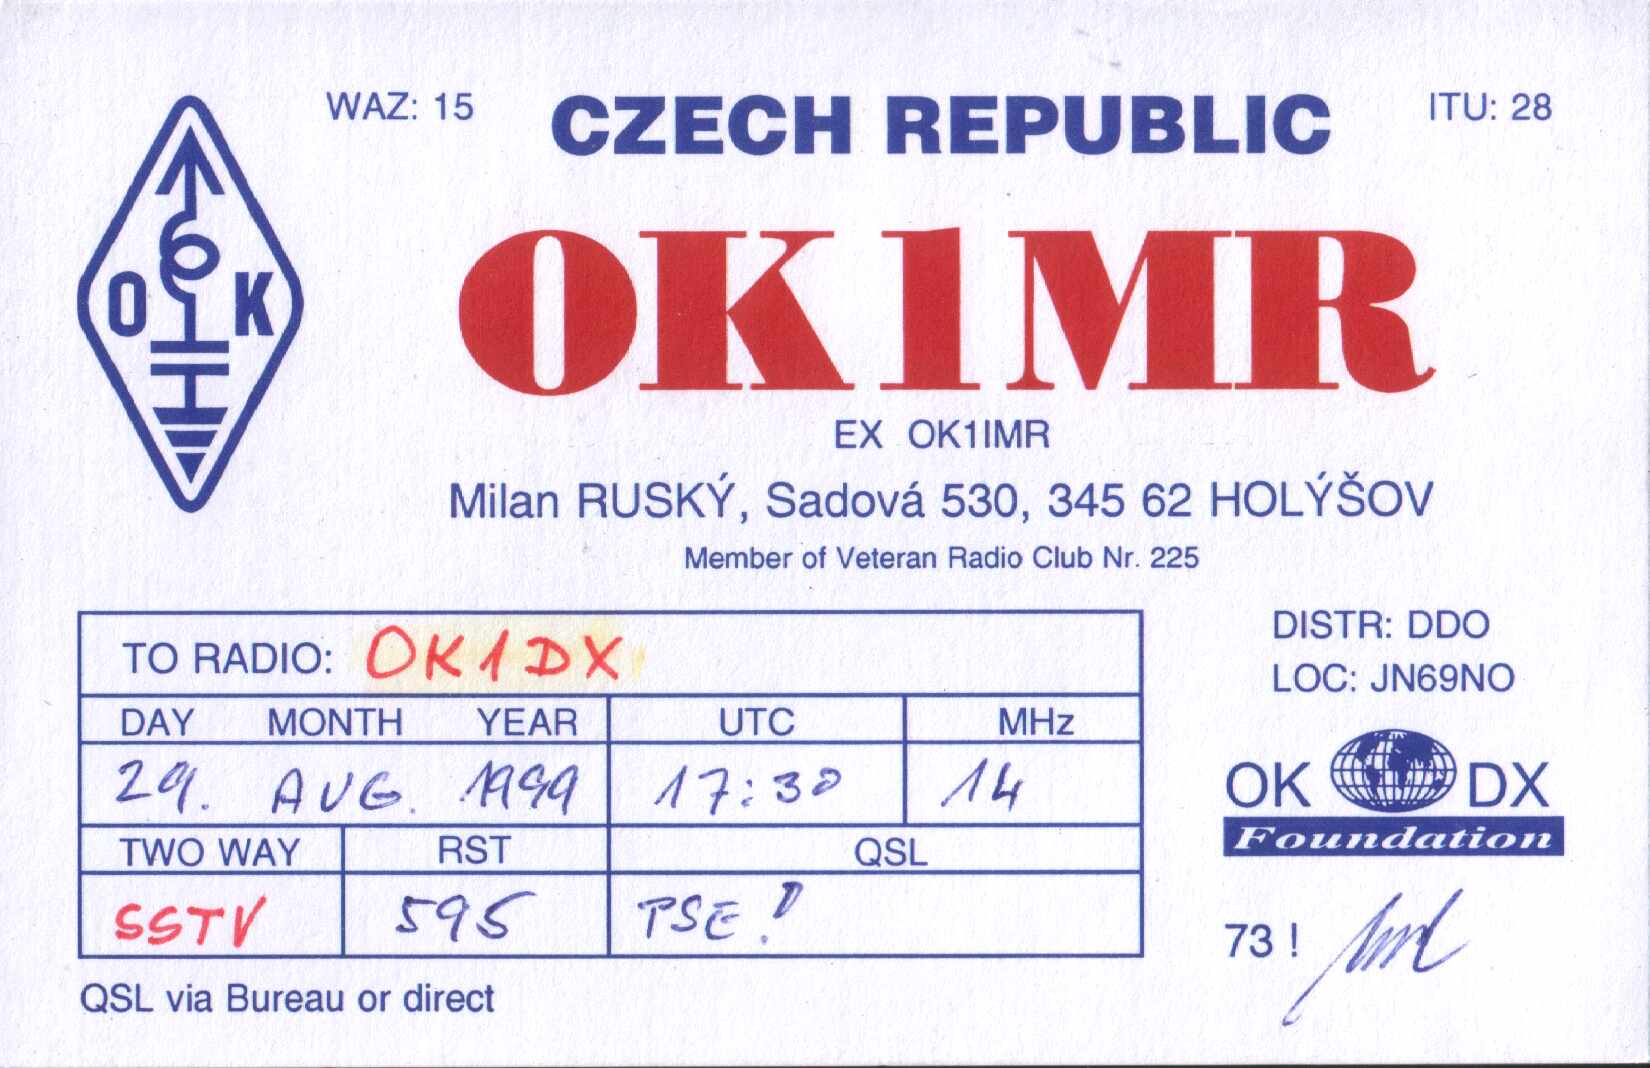 WAZ: 15 CZECH REPUBLIC ITU: 28
O K
OK1MR
EX OK1IMR
Milan RUSKÝ, Sadová 530, 345 62 HOLÝŠOV
Member of Veteran Radio Club Nr. 225
TO RADIO: OK1DX
DAY MONTH YEAR UTC MHz
29. AUG. 1999 17:30 14
TWO WAY RST QSL
SSTV 595 PSE!
QSL via Bureau or direct
DISTR: DDO
LOC: JN69NO
OK DX
Foundation
73 !